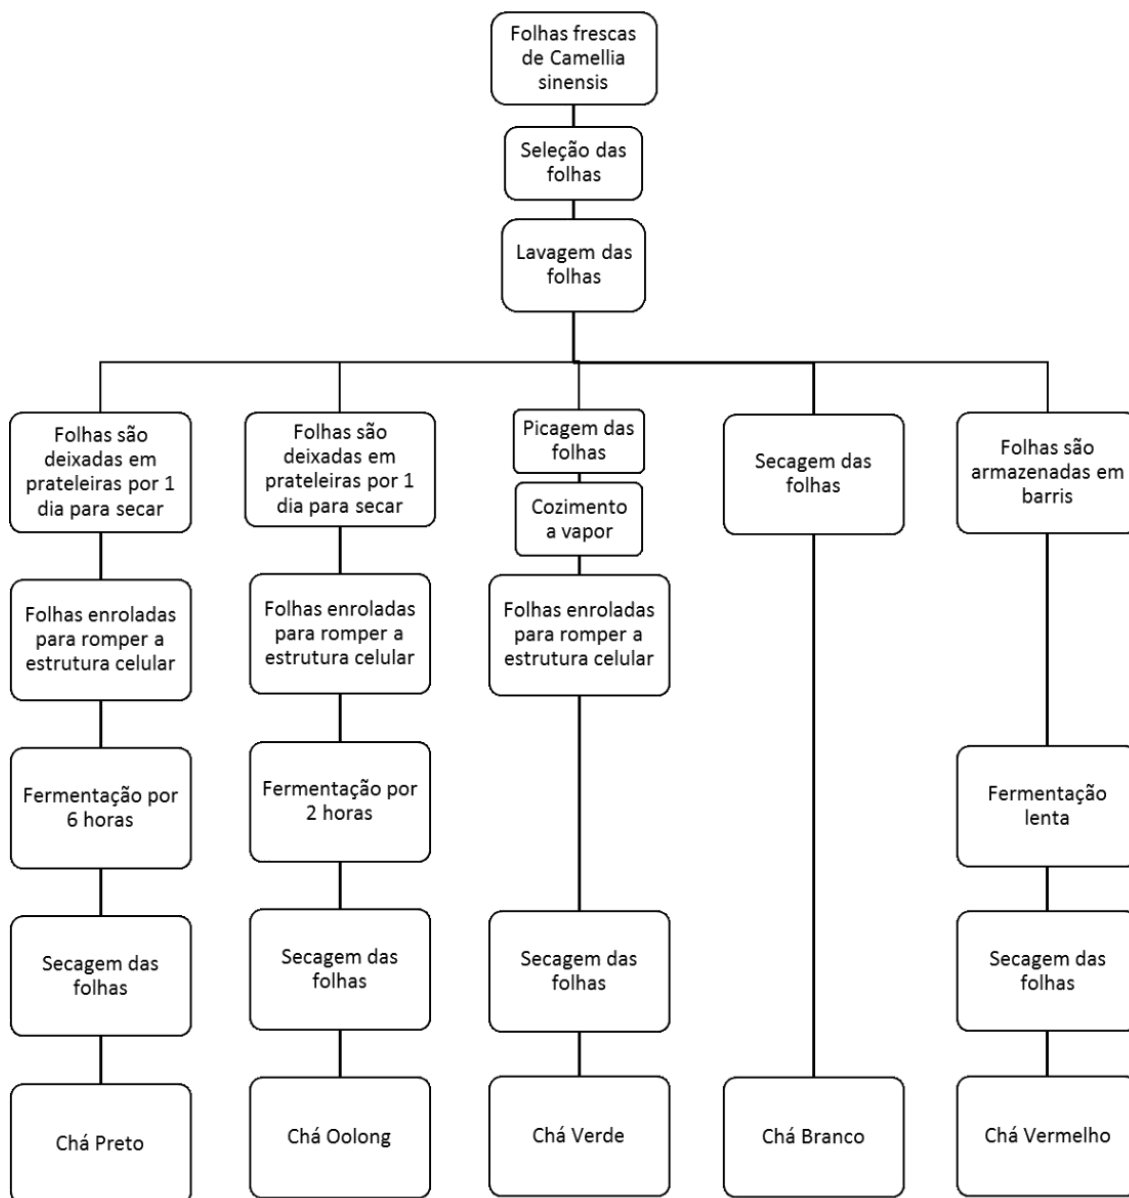 Folhas frescas
de Camellia
sinensis
Seleção das
folhas
Lavagem das
folhas
Folhas são
deixadas em
prateleiras por 1
dia para secar
Folhas enroladas
para romper a
estrutura celular
Fermentação por
6 horas
Secagem das
folhas
Chá Preto
Folhas são
deixadas em
prateleiras por 1
dia para secar
Folhas enroladas
para romper a
estrutura celular
Fermentação por
2 horas
Secagem das
folhas
Chá Oolong
Picagem das
folhas
Cozimento
a vapor
Folhas enroladas
para romper a
estrutura celular
Secagem das
folhas
Chá Verde
Secagem das
folhas
Chá Branco
Folhas são
armazenadas em
barris
Fermentação
lenta
Secagem das
folhas
Chá Vermelho